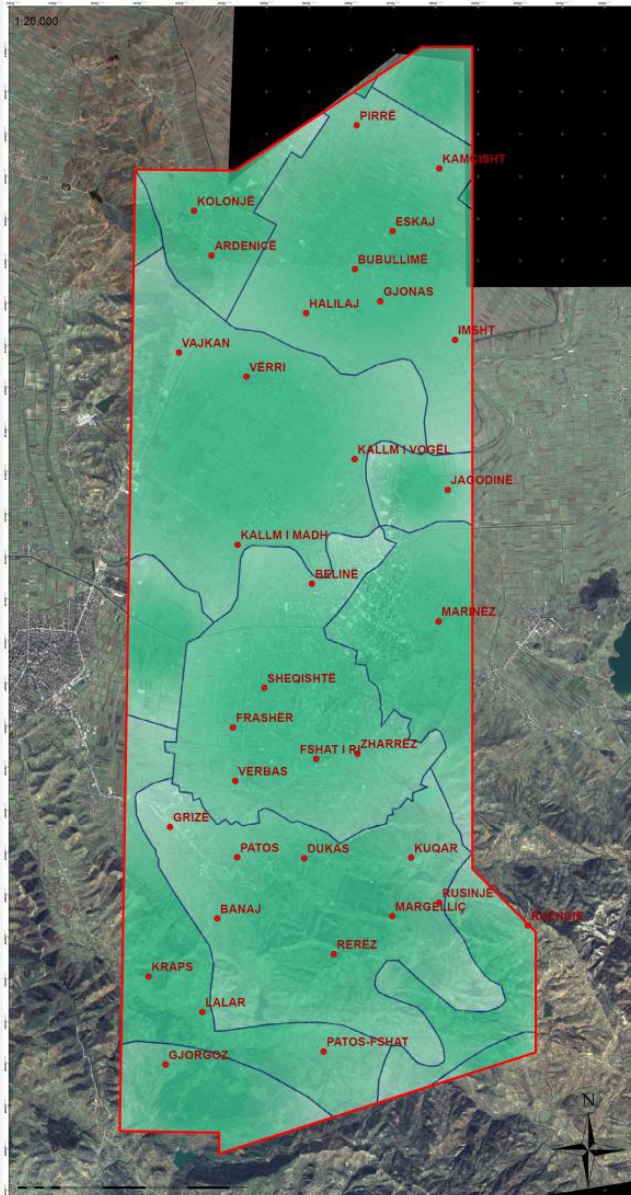 1:20,000
PIRRË
KAMCISHT
KOLONJË
ESKAJ
ARDENICË
BUBULLIMË
GJONAS
HALILAJ
IMSHT
VAJKAN
VËRRI
KALLM I VOGËL
JAGODINË
KALLM I MADH
BELINË
MARINËZ
SHEQISHTË
FRASHËR
FSHAT I RI
ZHARRËZ
VERBAS
GRIZË
PATOS
DUKAS
KUQAR
RUSINJË
BANAJ
MARGËLLIÇ
RERËZ
KRAPS
LALAR
PATOS-FSHAT
GJORGOZ
N